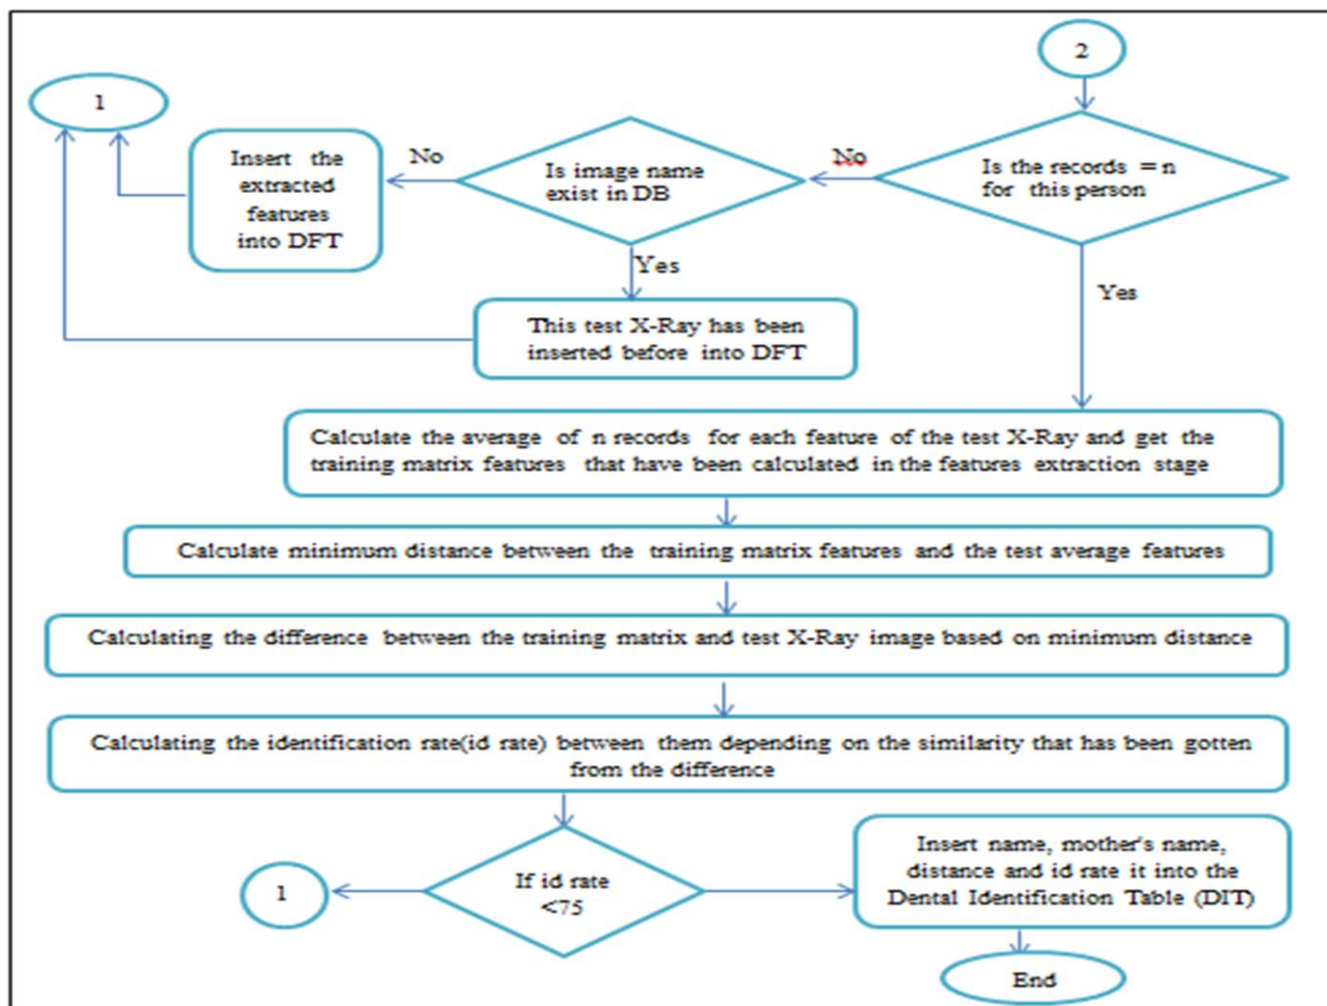 2
1
Is the records = n
for this person
No
Is image name
exist in DB
No
Insert the
extracted
features
into DFT
Yes
Yes
This test X-Ray has been
inserted before into DFT
Calculate the average of n records for each feature of the test X-Ray and get the
training matrix features that have been calculated in the features extraction stage
Calculate minimum distance between the training matrix features and the test average features
Calculating the difference between the training matrix and test X-Ray image based on minimum distance
Calculating the identification rate(id rate) between them depending on the similarity that has been gotten
from the difference
If id rate
<75
1
Insert name, mother's name,
distance and id rate it into the
Dental Identification Table (DIT)
End